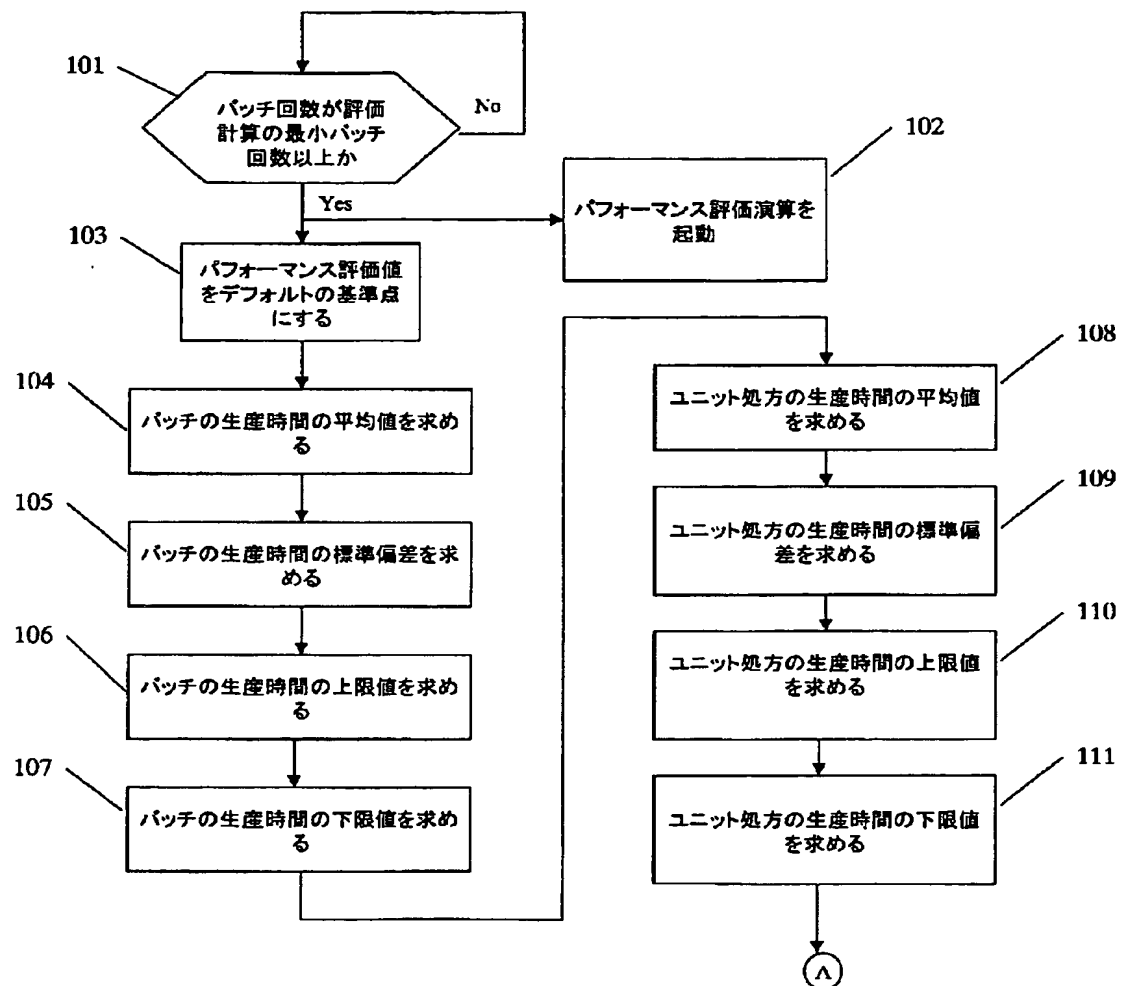 101
バッチ回数が評価
計算の最小バッチ
回数以上か
No
Yes
102
パフォーマンス評価演算を
起動
103
パフォーマンス評価値
をデフォルトの基準点
にする
104
バッチの生産時間の平均値を求め
る
105
バッチの生産時間の標準偏差を求
める
106
バッチの生産時間の上限値を求め
る
107
バッチの生産時間の下限値を求め
る
108
ユニット処方の生産時間の平均値
を求める
109
ユニット処方の生産時間の標準偏
差を求める
110
ユニット処方の生産時間の上限値
を求める
111
ユニット処方の生産時間の下限値
を求める
A